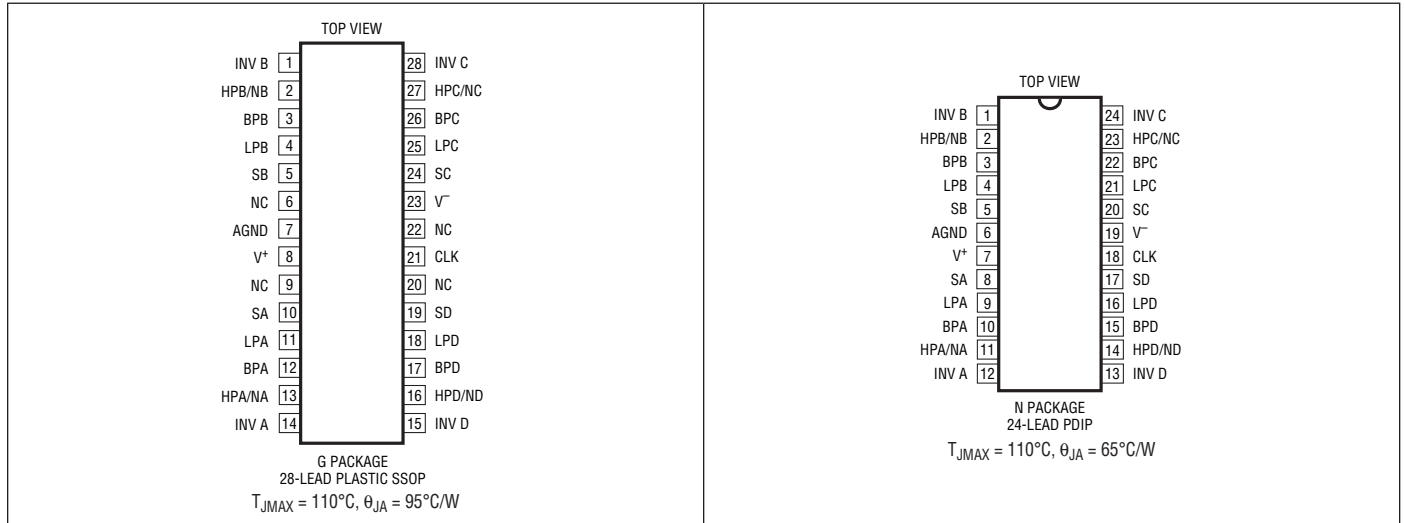 TOP VIEW
INV B 1 28 INV C
HPB/NB 2 27 HPC/NC
BPB 3 26 BPC
LPB 4 25 LPC
SB 5 24 SC
NC 6 23 V–
AGND 7 22 NC
V+ 8 21 CLK
NC 9 20 NC
SA 10 19 SD
LPA 11 18 LPD
BPA 12 17 BPD
HPA/NA 13 16 HPD/ND
INV A 14 15 INV D
G PACKAGE
28-LEAD PLASTIC SSOP
TJMAX = 110°C, θJA = 95°C/W
TOP VIEW
INV B 1 24 INV C
HPB/NB 2 23 HPC/NC
BPB 3 22 BPC
LPB 4 21 LPC
SB 5 20 SC
AGND 6 19 V–
V+ 7 18 CLK
SA 8 17 SD
LPA 9 16 LPD
BPA 10 15 BPD
HPA/NA 11 14 HPD/ND
INV A 12 13 INV D
N PACKAGE
24-LEAD PDIP
TJMAX = 110°C, θJA = 65°C/W